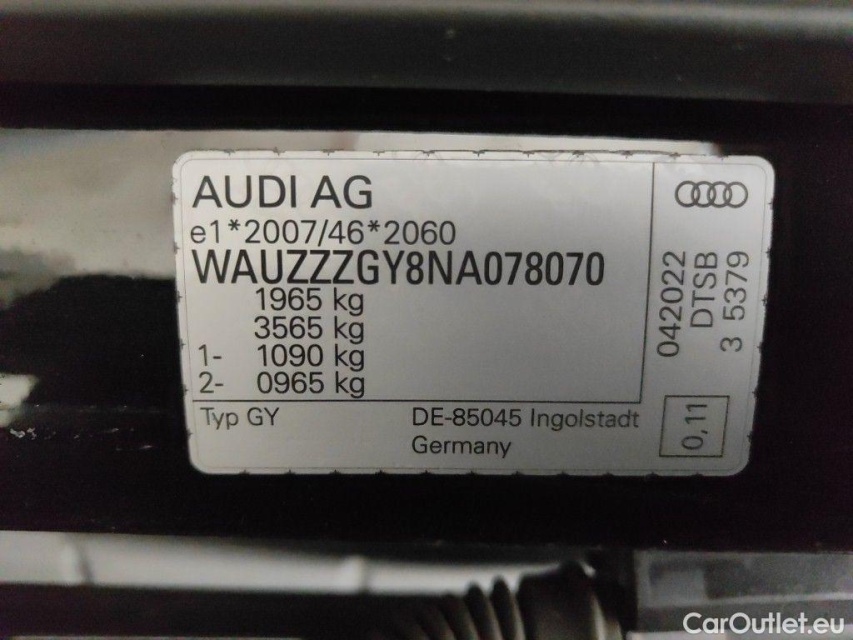 AUDI AG
e1*2007/46*2060
WAUZZZGY8NA078070
1965 kg
3565 kg
1- 1090 kg
2- 0965 kg
Typ GY
DE-85045 Ingolstadt
Germany
042022
DTSB
3 5379
0,11
CarOutlet.eu